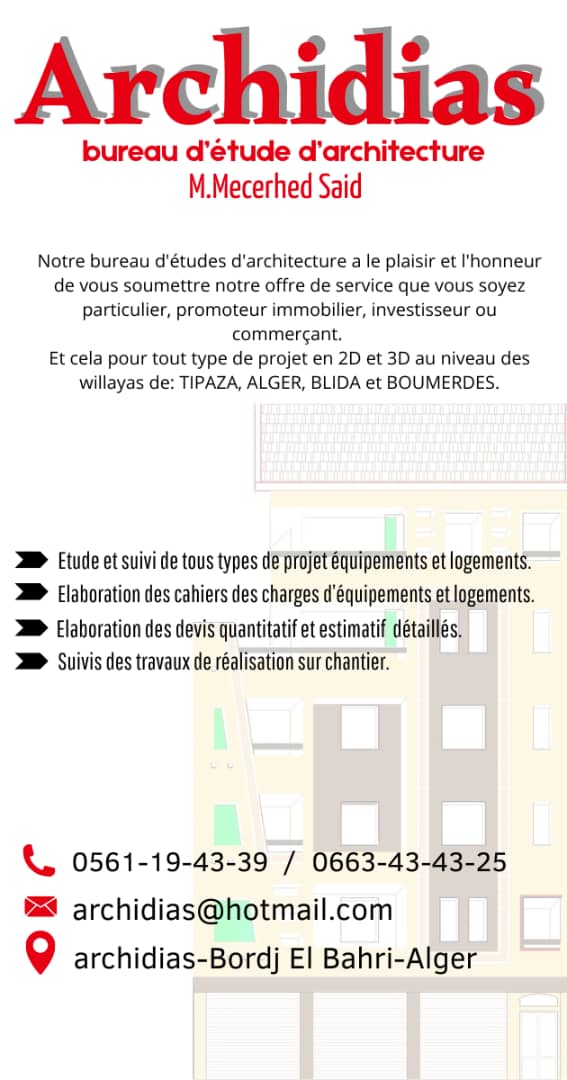 Archidias
bureau d'étude d'architecture
M.Mecerhed Said
Notre bureau d'études d'architecture a le plaisir et l'honneur
de vous soumettre notre offre de service que vous soyez
particulier, promoteur immobilier, investisseur ou
commerçant.
Et cela pour tout type de projet en 2D et 3D au niveau des
willayas de: TIPAZA, ALGER, BLIDA et BOUMERDES.
Etude et suivi de tous types de projet équipements et logements.
Elaboration des cahiers des charges d'équipements et logements.
Elaboration des devis quantitatif et estimatif détaillés.
Suivis des travaux de réalisation sur chantier.
0561-19-43-39 / 0663-43-43-25
archidias@hotmail.com
archidias-Bordj El Bahri-Alger